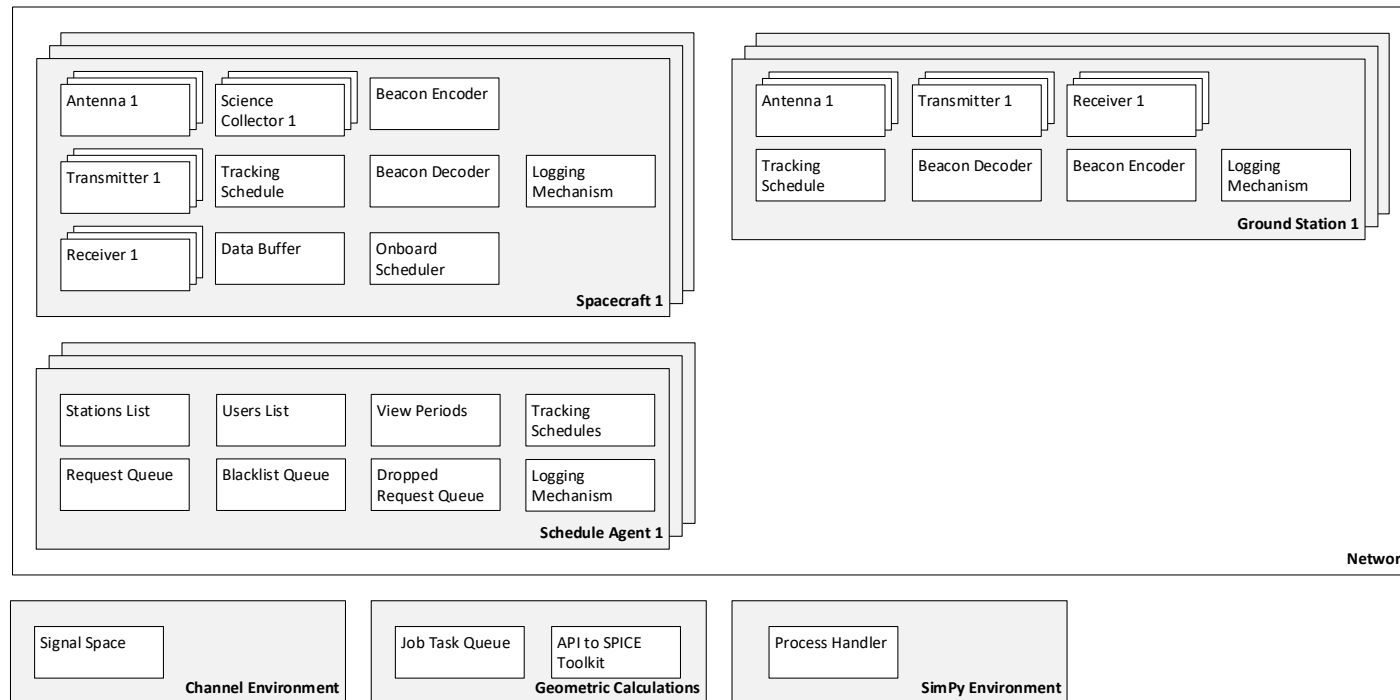 Antenna 1
Science
Collector 1
Beacon Encoder
Transmitter 1
Tracking
Schedule
Beacon Decoder
Logging
Mechanism
Receiver 1
Data Buffer
Onboard
Scheduler
Spacecraft 1
Antenna 1
Transmitter 1
Receiver 1
Tracking
Schedule
Beacon Decoder
Beacon Encoder
Logging
Mechanism
Ground Station 1
Stations List
Users List
View Periods
Tracking
Schedules
Request Queue
Blacklist Queue
Dropped
Request Queue
Logging
Mechanism
Schedule Agent 1
Networ
Signal Space
Channel Environment
Job Task Queue
API to SPICE
Toolkit
Geometric Calculations
Process Handler
SimPy Environment